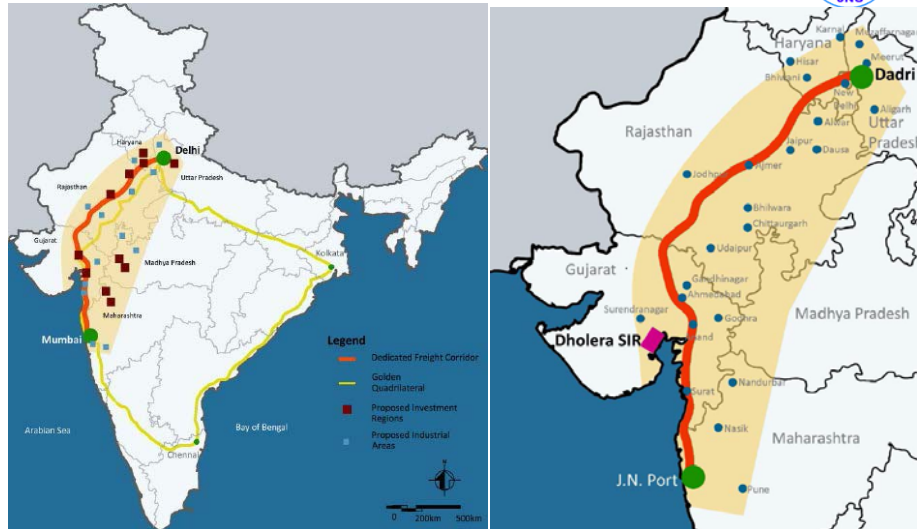 Haryana
Delhi
Uttar Pradesh
Rajasthan
Gujarat
Madhya Pradesh
Kolkata
Maharashtra
Mumbai
Legend
Dedicated Freight Corridor
Golden
Quadrilateral
Proposed Investment
Regions
Proposed Industrial
Areas
Arabian Sea
Bay of Bengal
Chennai
0 200km 500km
Karnal
Muzaffarnagar
Haryana
Meerut
Hisar
Bhiwani
Dadri
New
Delhi
Aligarh
Alwar
Uttar
Pradesh
Rajasthan
Jaipur
Dausa
Ajmer
Jodhpur
Bhilwara
Chittaurgarh
Udaipur
Gujarat
Gandhinagar
Ahmedabad
Surendranagar
Godhra
Madhya Pradesh
Dholera SIR
Surat
Nandurbar
Nasik
Maharashtra
J.N. Port
Pune